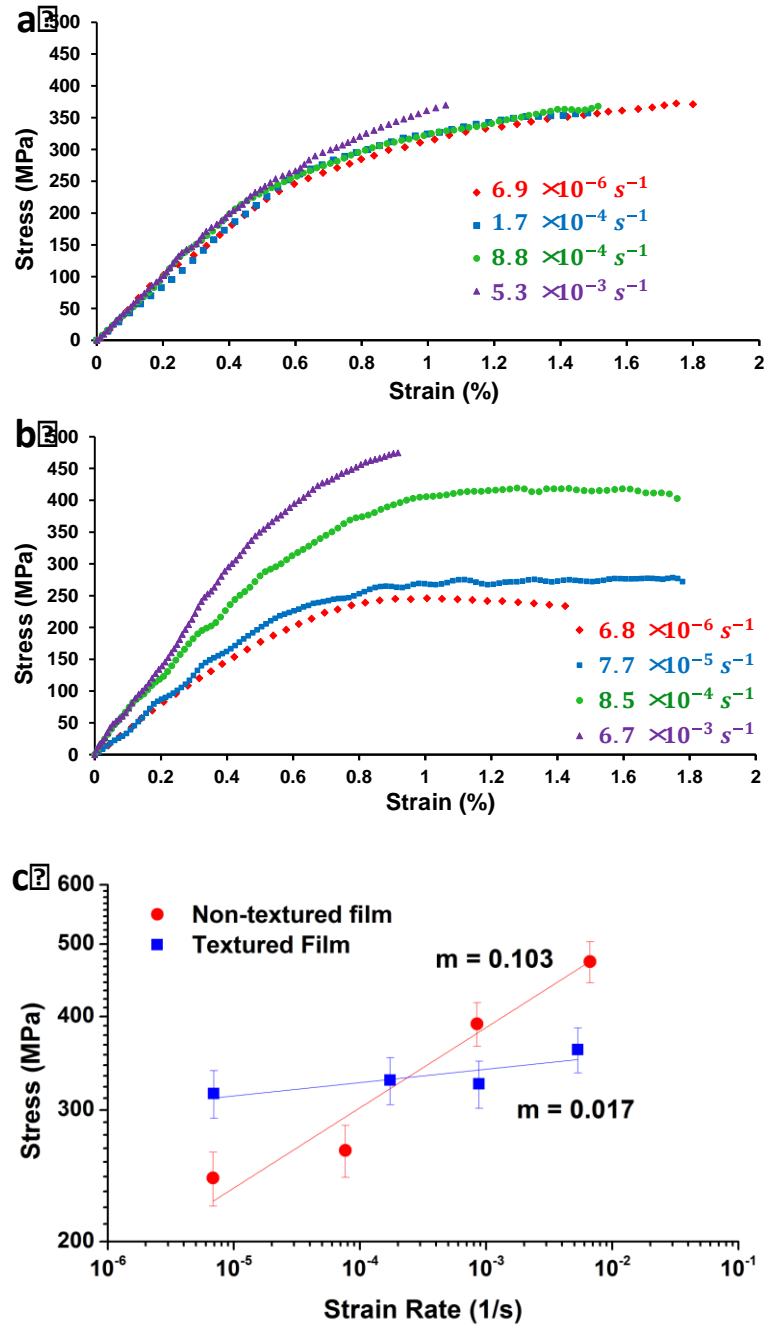 a
500
450
400
350
300
250
200
150
100
50
0
Stress (MPa)
6.9 ×10⁻⁶ s⁻¹
1.7 ×10⁻⁴ s⁻¹
8.8 ×10⁻⁴ s⁻¹
5.3 ×10⁻³ s⁻¹
0 0.2 0.4 0.6 0.8 1 1.2 1.4 1.6 1.8 2
Strain (%)
b
500
450
400
350
300
250
200
150
100
50
0
Stress (MPa)
6.8 ×10⁻⁶ s⁻¹
7.7 ×10⁻⁵ s⁻¹
8.5 ×10⁻⁴ s⁻¹
6.7 ×10⁻³ s⁻¹
0 0.2 0.4 0.6 0.8 1 1.2 1.4 1.6 1.8 2
Strain (%)
c
600
500
400
300
200
Stress (MPa)
Non-textured film
Textured Film
m = 0.103
m = 0.017
10⁻⁶ 10⁻⁵ 10⁻⁴ 10⁻³ 10⁻² 10⁻¹
Strain Rate (1/s)